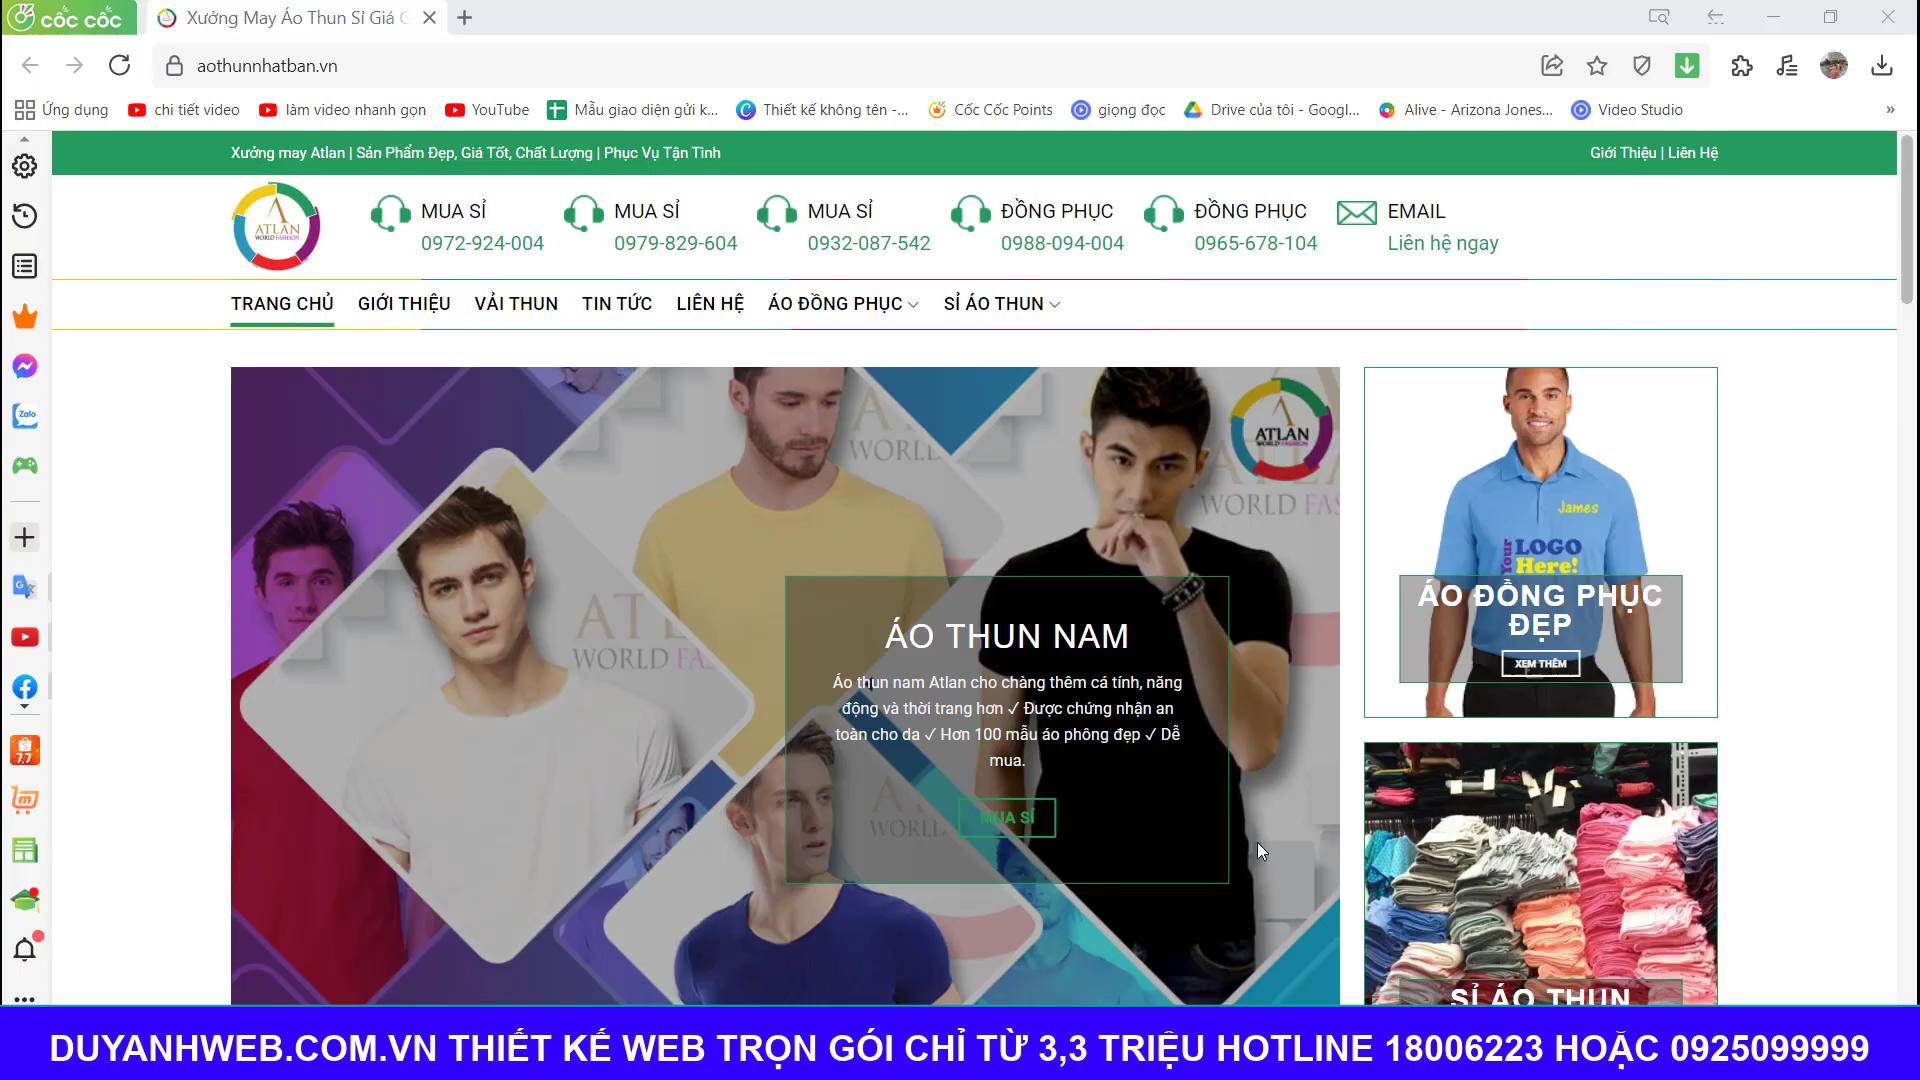 cốc cốc
Xưởng May Áo Thun Sỉ Giá G
aothunnhatban.vn
Ứng dụng
chi tiết video
làm video nhanh gọn
YouTube
Mẫu giao diện gửi k...
Thiết kế không tên -...
Cốc Cốc Points
giọng đọc
Drive của tôi - Googl...
Alive - Arizona Jones...
Video Studio
»
Xưởng may Atlan | Sản Phẩm Đẹp, Giá Tốt, Chất Lượng | Phục Vụ Tận Tình
Giới Thiệu | Liên Hệ
ATLAN
WORLD FASHION
MUA SỈ
0972-924-004
MUA SỈ
0979-829-604
MUA SỈ
0932-087-542
ĐỒNG PHỤC
0988-094-004
ĐỒNG PHỤC
0965-678-104
EMAIL
Liên hệ ngay
TRANG CHỦ
GIỚI THIỆU
VẢI THUN
TIN TỨC
LIÊN HỆ
ÁO ĐỒNG PHỤC
SỈ ÁO THUN
Zalo
7.7
WORLD
ATLAN
WORLD FASHION
WORLD FAS
ATL
WORLD FA
WORLD
ÁO THUN NAM
Áo thun nam Atlan cho chàng thêm cá tính, năng
động và thời trang hơn ✓ Được chứng nhận an
toàn cho da ✓ Hơn 100 mẫu áo phông đẹp ✓ Dễ
mua.
MUA SỈ
James
Your
LOGO
Here!
ÁO ĐỒNG PHỤC
ĐẸP
XEM THÊM
SỈ ÁO THUN
DUYANHWEB.COM.VN THIẾT KẾ WEB TRỌN GÓI CHỈ TỪ 3,3 TRIỆU HOTLINE 18006223 HOẶC 0925099999